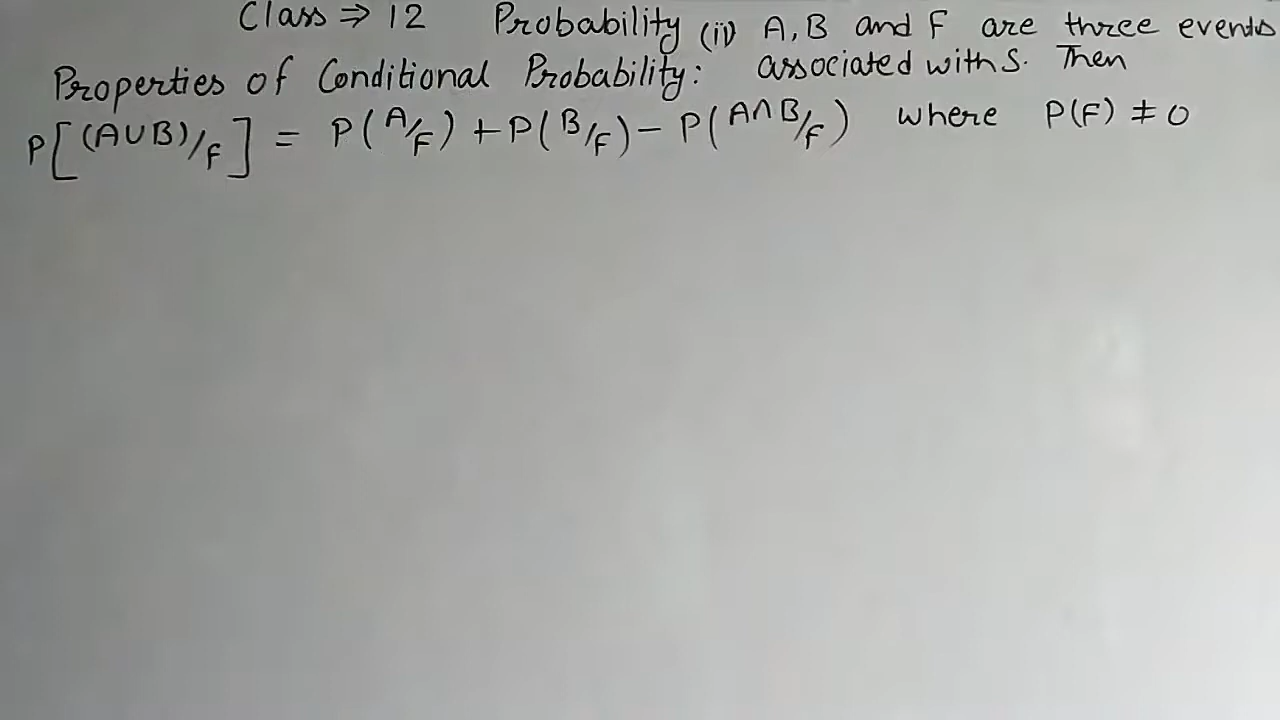 Class ⇒ 12 Probability (ii) A, B and F are three events
Properties of Conditional Probability: associated with S. Then
P[(A∪B)/F] = P(A/F) + P(B/F) − P(A∩B/F) where P(F) ≠ 0